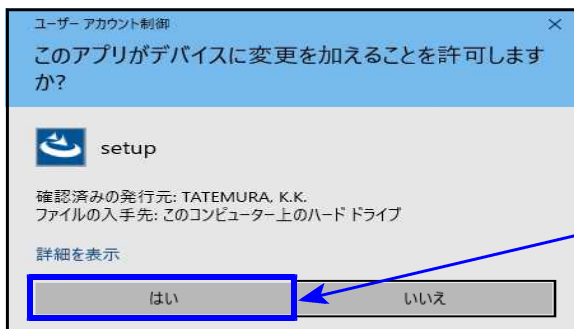 ユーザー アカウント制御
このアプリがデバイスに変更を加えることを許可します
か?
setup
確認済みの発行元: TATEMURA, K.K.
ファイルの入手先: このコンピューター上のハード ドライブ
詳細を表示
はい
いいえ